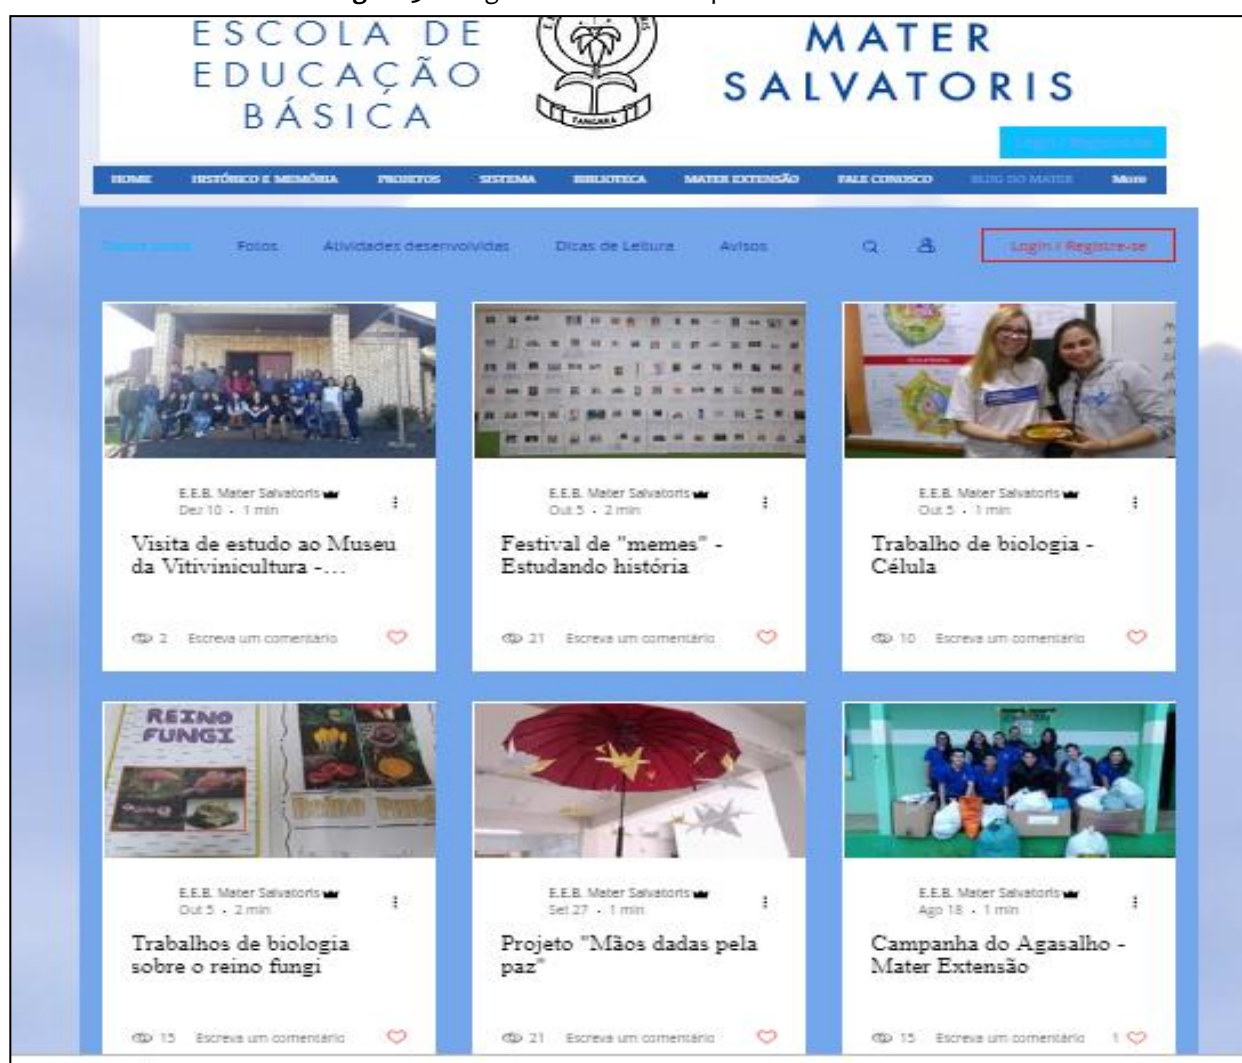 ESCOLA DE
EDUCAÇÃO
BÁSICA
MATER
SALVATORIS
TANGARÁ
HOME HISTÓRICO E MEMÓRIA PROJETOS SISTEMA BIBLIOTECA MATER EXTENSÃO FALE CONOSCO BLOG DO MATER More
Fotos Atividades desenvolvidas Dicas de Leitura Avisos Login / Registre-se
E.E.B. Mater Salvatoris
Dez 10 • 1 min
Visita de estudo ao Museu
da Vitivinicultura -...
2 Escreva um comentário
E.E.B. Mater Salvatoris
Out 5 • 2 min
Festival de "memes" -
Estudando história
21 Escreva um comentário
E.E.B. Mater Salvatoris
Out 5 • 1 min
Trabalho de biologia -
Célula
10 Escreva um comentário
REINO
FUNGI
E.E.B. Mater Salvatoris
Out 5 • 2 min
Trabalhos de biologia
sobre o reino fungi
15 Escreva um comentário
E.E.B. Mater Salvatoris
Set 27 • 1 min
Projeto "Mãos dadas pela
paz"
21 Escreva um comentário
E.E.B. Mater Salvatoris
Ago 18 • 1 min
Campanha do Agasalho -
Mater Extensão
15 Escreva um comentário 1